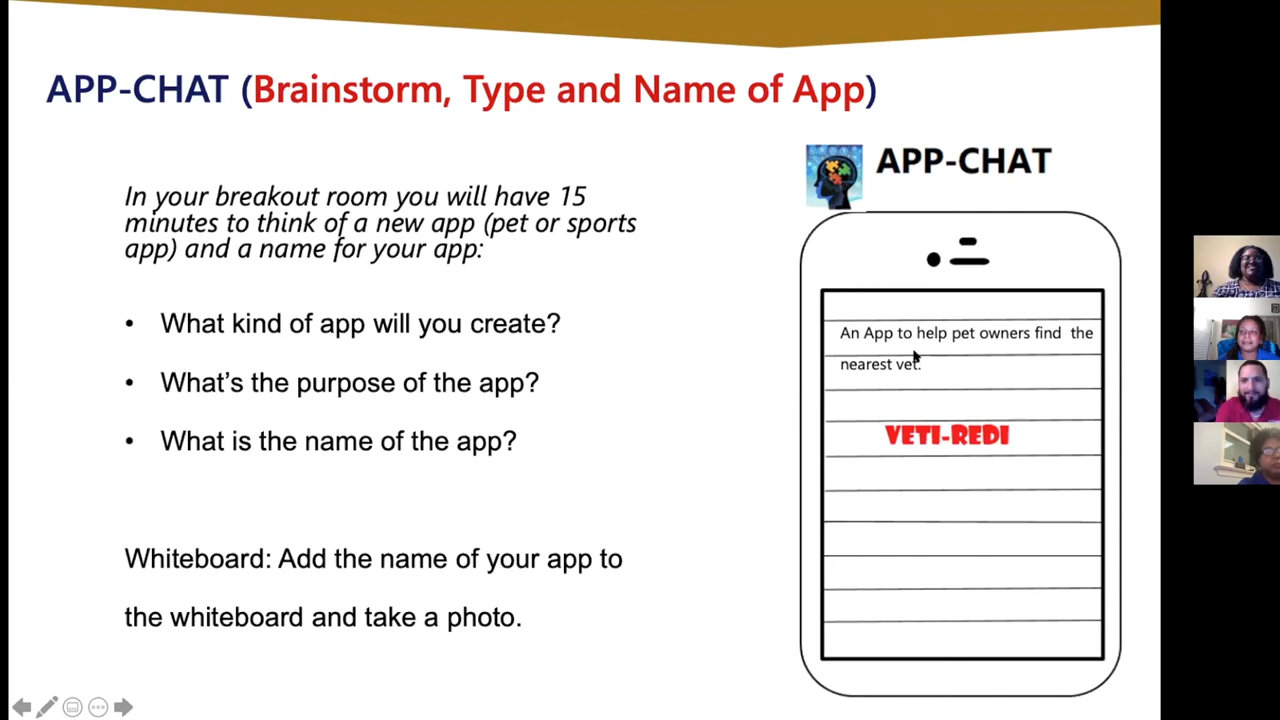 APP-CHAT (Brainstorm, Type and Name of App)
In your breakout room you will have 15
minutes to think of a new app (pet or sports
app) and a name for your app:
• What kind of app will you create?
• What's the purpose of the app?
• What is the name of the app?
Whiteboard: Add the name of your app to
the whiteboard and take a photo.
APP-CHAT
An App to help pet owners find the
nearest vet.
VETI-REDI